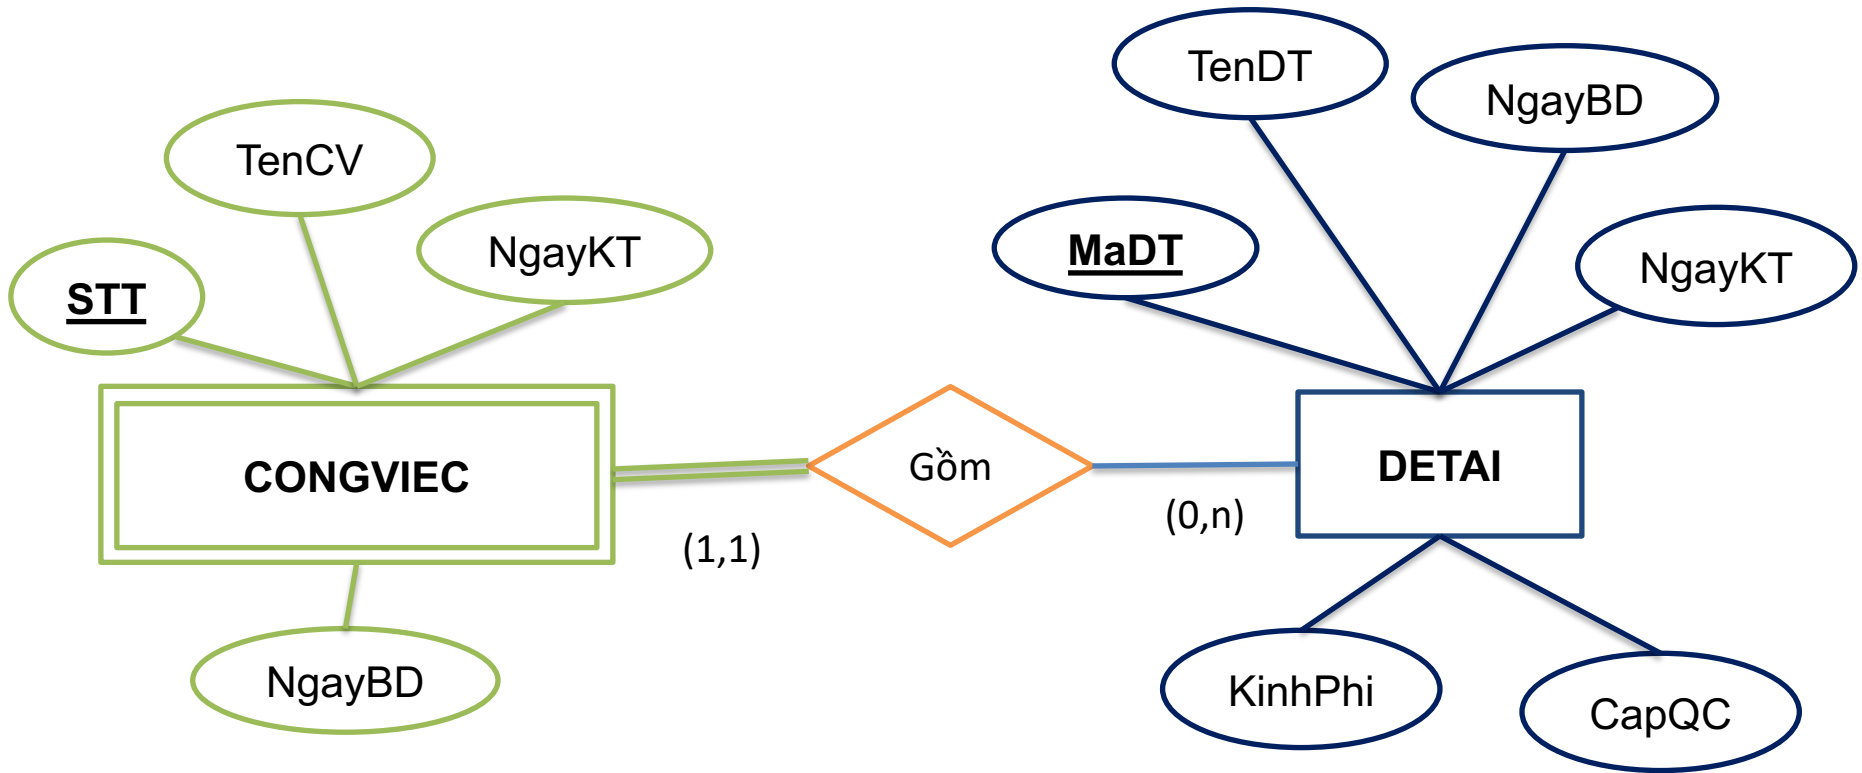 TenDT
NgayBD
TenCV
MaDT
NgayKT
NgayKT
STT
CONGVIEC
Gồm
DETAI
(0,n)
(1,1)
NgayBD
KinhPhi
CapQC